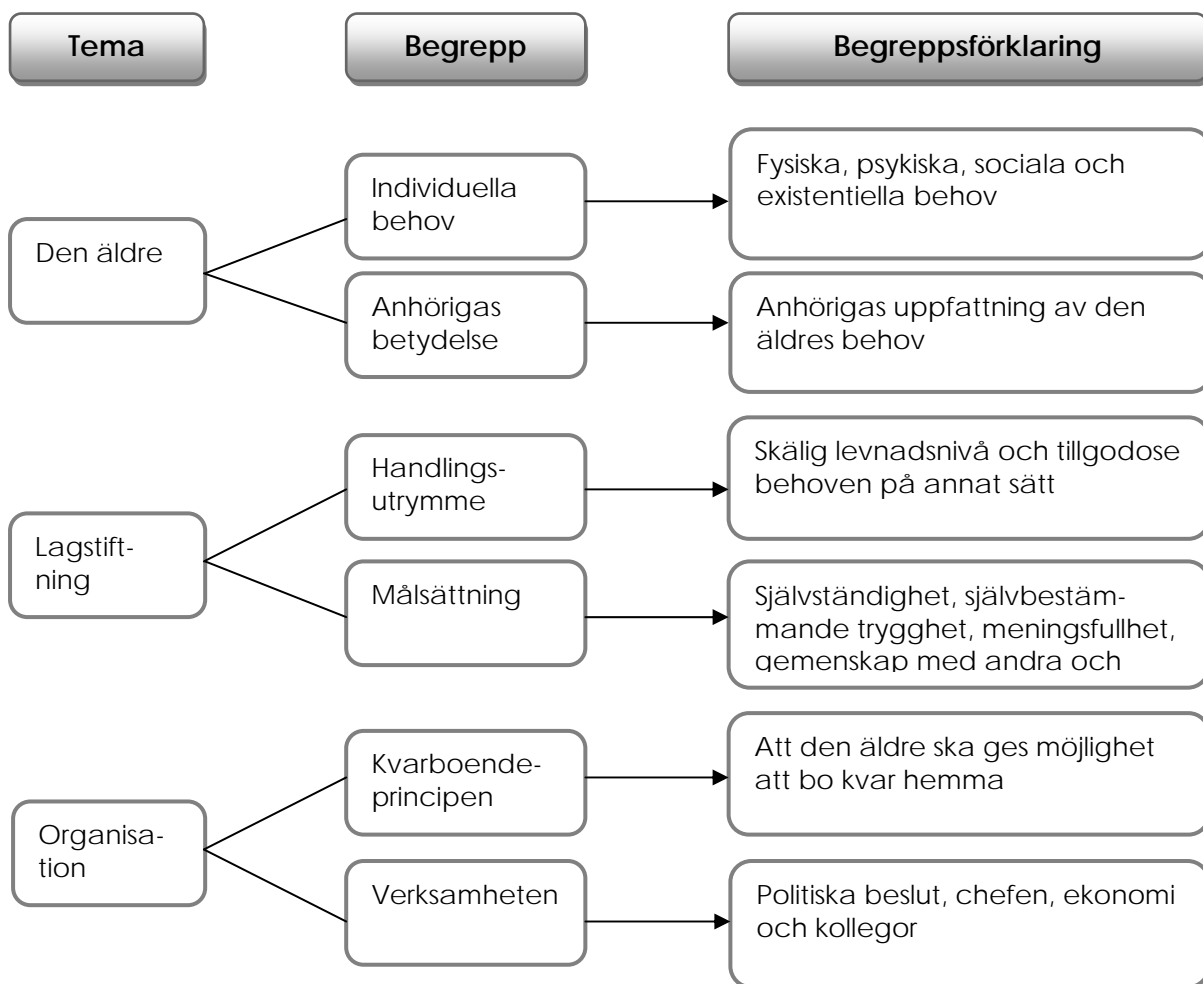 Tema
Begrepp
Begreppsförklaring
Den äldre
Individuella
behov
Fysiska, psykiska, sociala och
existentiella behov
Anhörigas
betydelse
Anhörigas uppfattning av den
äldres behov
Lagstift-
ning
Handlings-
utrymme
Skälig levnadsnivå och tillgodose
behoven på annat sätt
Målsättning
Självständighet, självbestäm-
mande trygghet, meningsfullhet,
gemenskap med andra och
Organisa-
tion
Kvarboende-
principen
Att den äldre ska ges möjlighet
att bo kvar hemma
Verksamheten
Politiska beslut, chefen, ekonomi
och kollegor